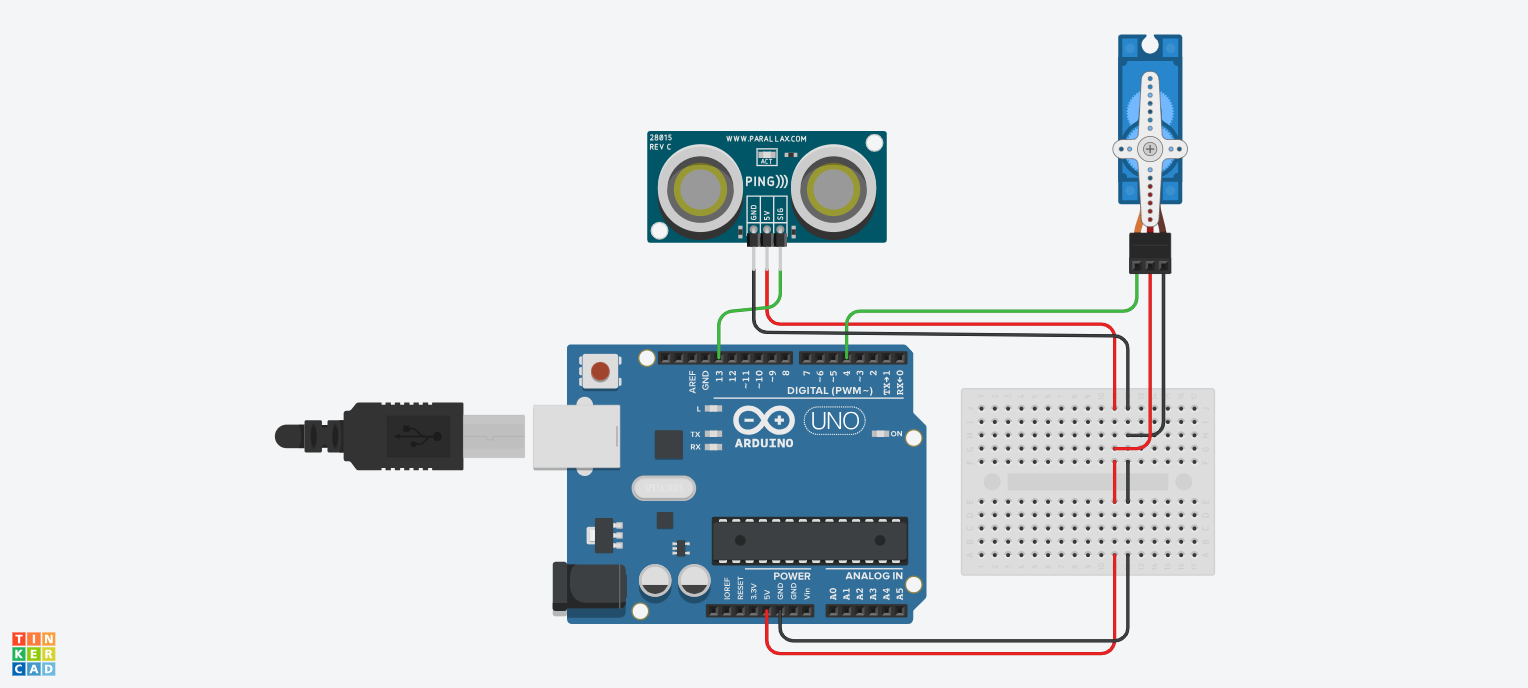 28015
REV C
WWW.PARALLAX.COM
ACT
PING)))
GND
5V
SIG
AREF
GND
13
12
~11
~10
~9
8
7
~6
~5
4
~3
2
TX→1
RX←0
DIGITAL (PWM~)
L
TX
RX
ARDUINO
UNO
ON
POWER
ANALOG IN
IOREF
RESET
3.3V
5V
GND
GND
Vin
A0
A1
A2
A3
A4
A5
TIN
KER
CAD